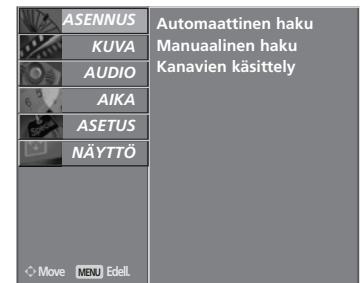 ASENNUS
KUVA
AUDIO
AIKA
ASETUS
NÄYTTÖ
Automaattinen haku
Manuaalinen haku
Kanavien käsittely
Move MENU Edell.